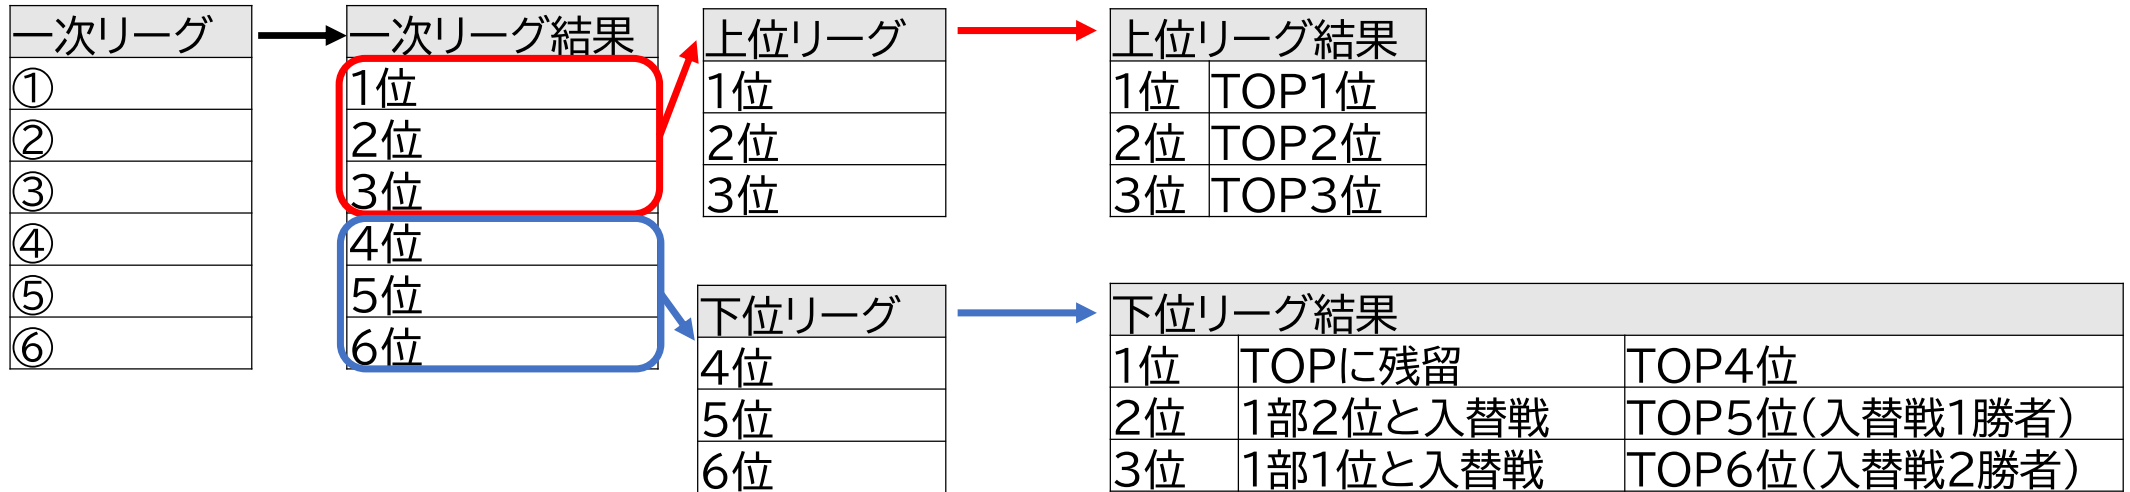 一次リーグ
①
②
③
④
⑤
⑥
一次リーグ結果
1位
2位
3位
4位
5位
6位
上位リーグ
1位
2位
3位
上位リーグ結果
1位 TOP1位
2位 TOP2位
3位 TOP3位
下位リーグ
4位
5位
6位
下位リーグ結果
1位 TOPに残留 TOP4位
2位 1部2位と入替戦 TOP5位(入替戦1勝者)
3位 1部1位と入替戦 TOP6位(入替戦2勝者)